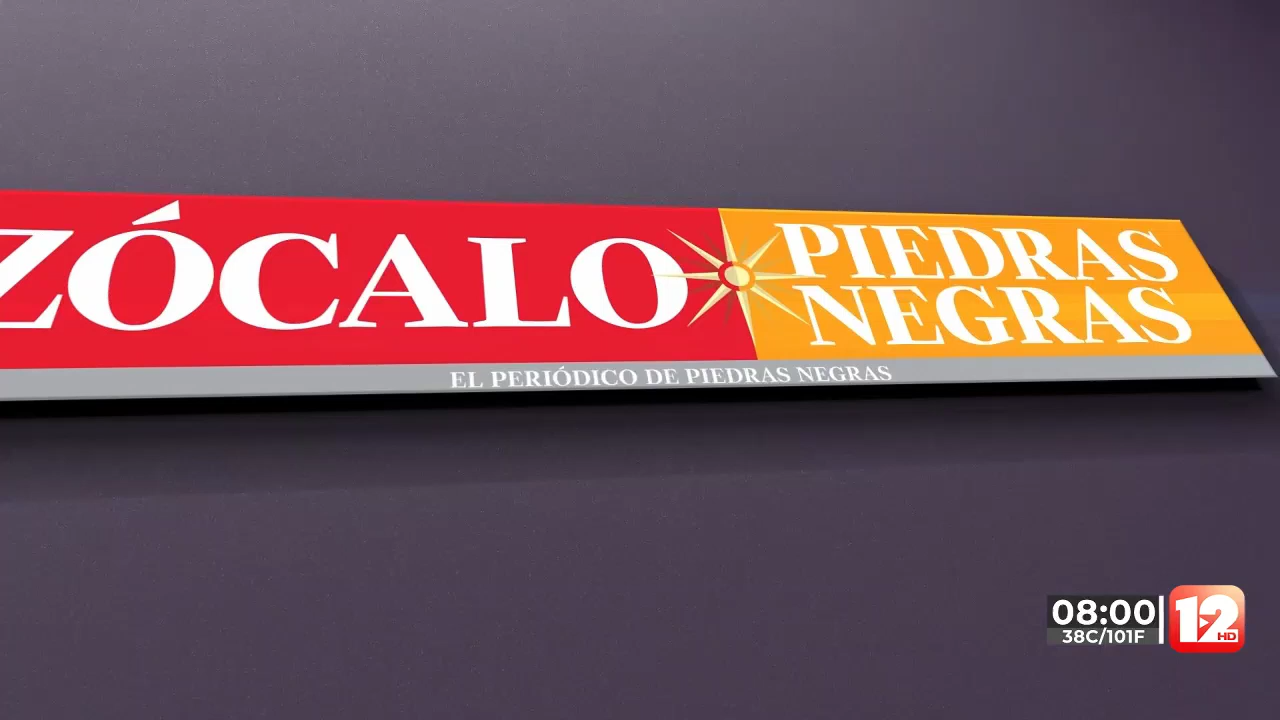 ZÓCALO
PIEDRAS
NEGRAS
EL PERIÓDICO DE PIEDRAS NEGRAS
08:00
38C/101F
12
HD